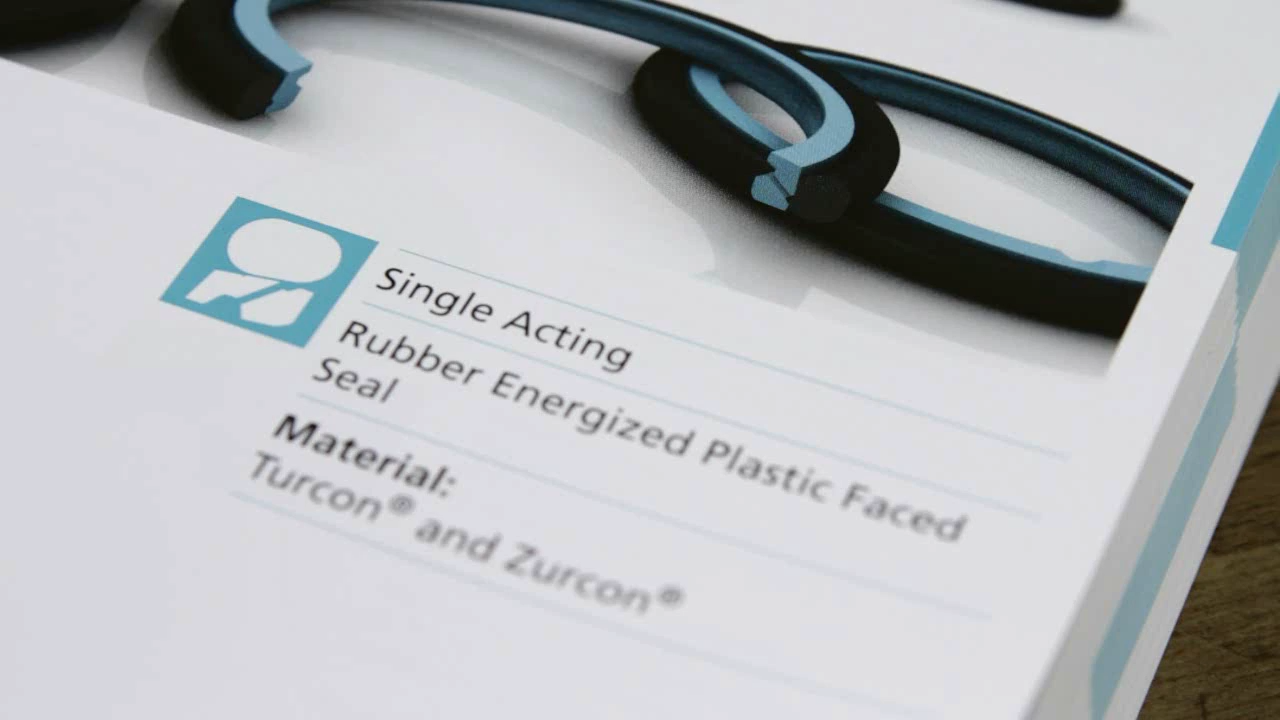 Single Acting
Rubber Energized Plastic Faced
Seal
Material:
Turcon® and Zurcon®